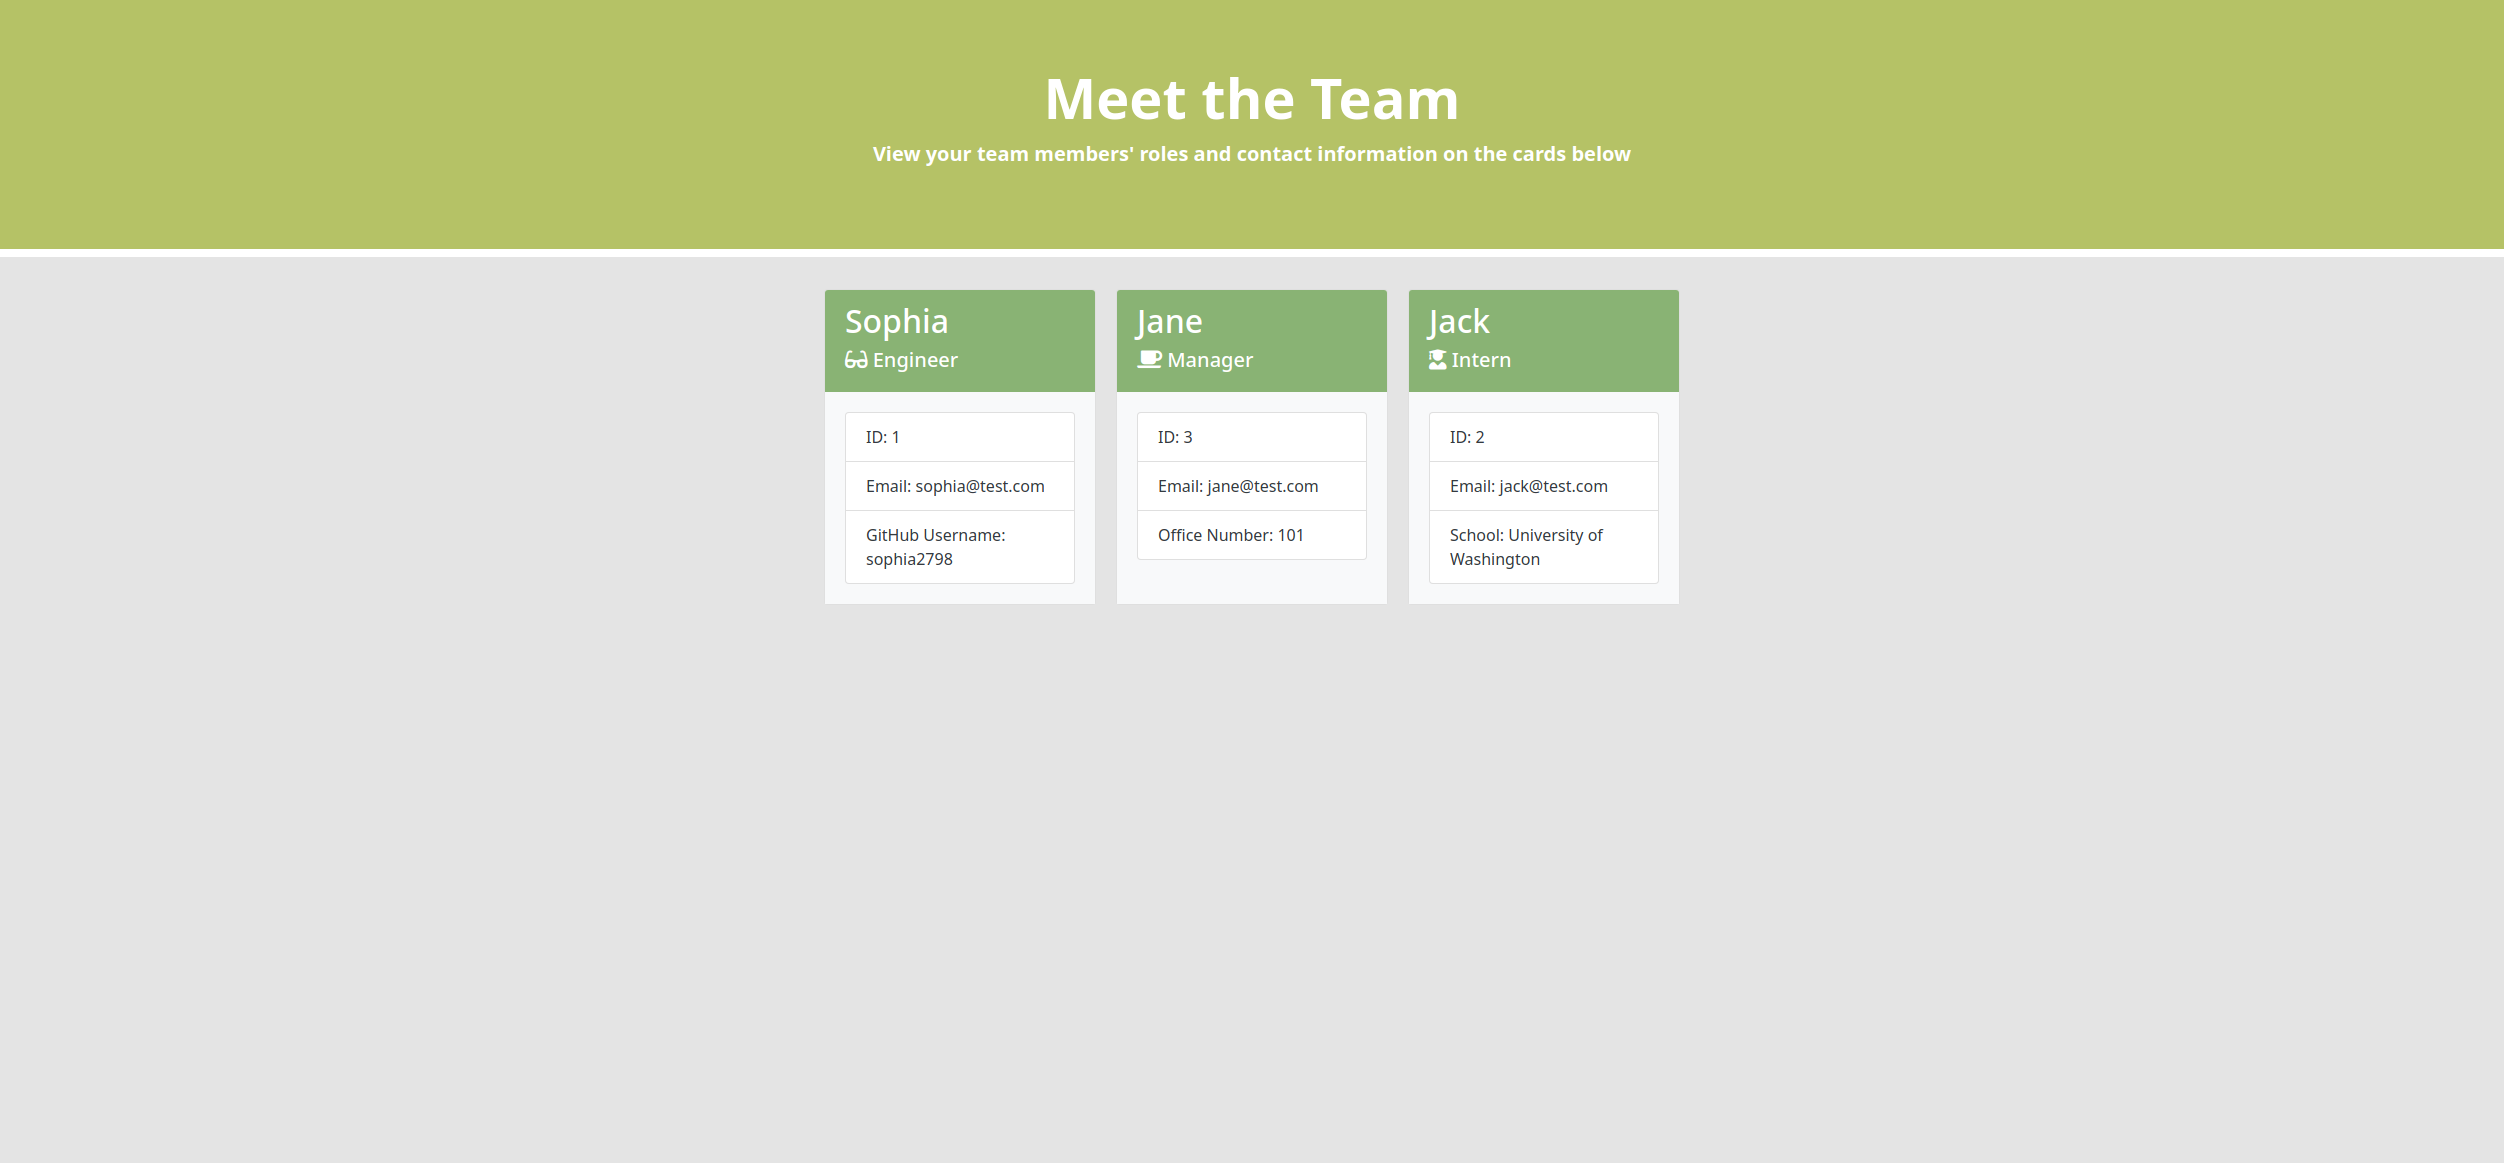 Meet the Team
View your team members' roles and contact information on the cards below
Sophia
Engineer
ID: 1
Email: sophia@test.com
GitHub Username:
sophia2798
Jane
Manager
ID: 3
Email: jane@test.com
Office Number: 101
Jack
Intern
ID: 2
Email: jack@test.com
School: University of
Washington